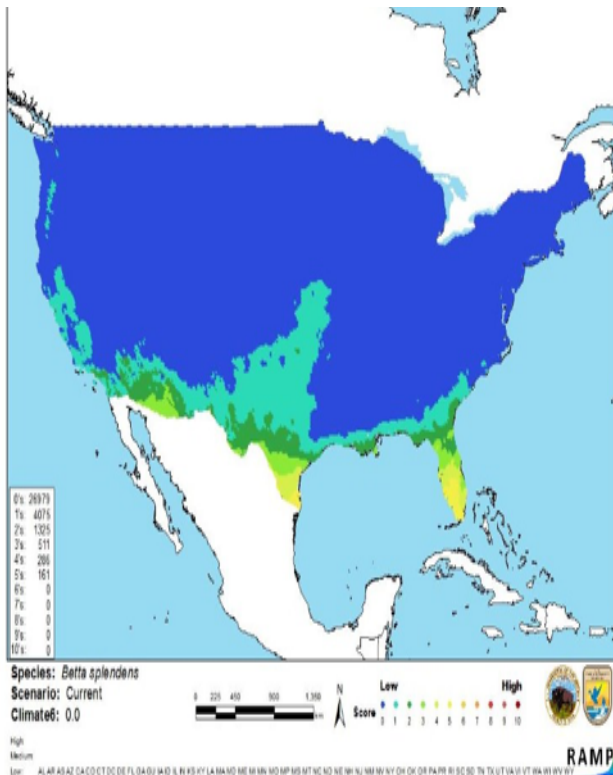 0's: 26979
1's: 4075
2's: 1325
3's: 511
4's: 286
5's: 161
6's: 0
7's: 0
8's: 0
9's: 0
10's: 0
Species: Betta splendens
Scenario: Current
Climate6: 0.0
0 225 450 900 1,350
N
Low High
Score
0 1 2 3 4 5 6 7 8 9 10
High
Medium
Low:
RAMP